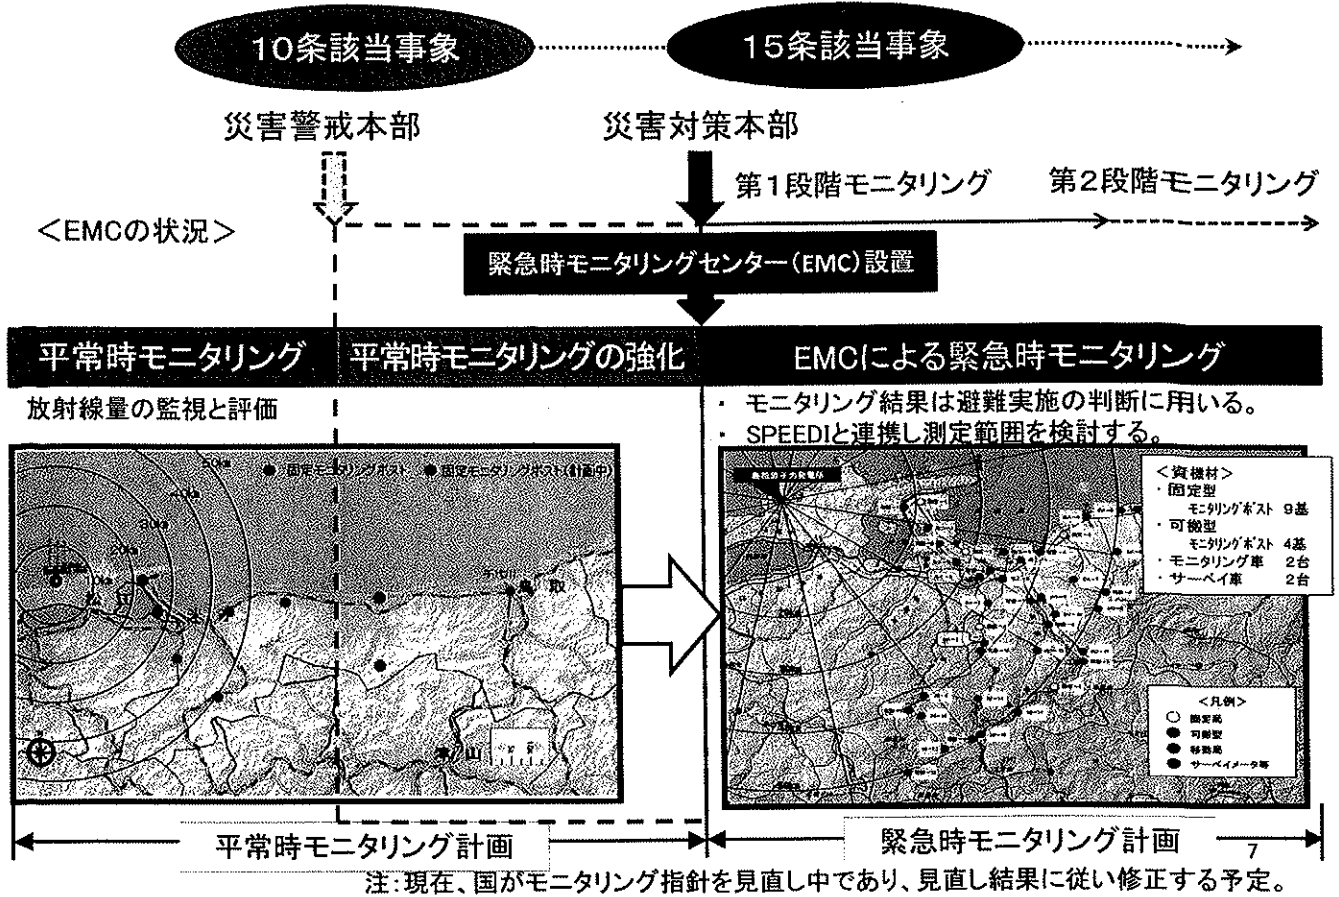 10条該当事象
15条該当事象
災害警戒本部
災害対策本部
第1段階モニタリング
第2段階モニタリング
＜EMCの状況＞
緊急時モニタリングセンター（EMC）設置
平常時モニタリング
平常時モニタリングの強化
EMCによる緊急時モニタリング
放射線量の監視と評価
・ モニタリング結果は避難実施の判断に用いる。
・ SPEEDIと連携し測定範囲を検討する。
50km
● 固定モニタリングポスト ● 固定モニタリングポスト(計画中)
40km
30km
20km
鳥取
島根原子力発電所
＜資機材＞
・固定型
モニタリングポスト 9基
・可搬型
モニタリングポスト 4基
・モニタリング車 2台
・サーベイ車 2台
＜凡例＞
固定局
可搬型
移動局
サーベイメータ等
平常時モニタリング計画
緊急時モニタリング計画
7
注：現在、国がモニタリング指針を見直し中であり、見直し結果に従い修正する予定。